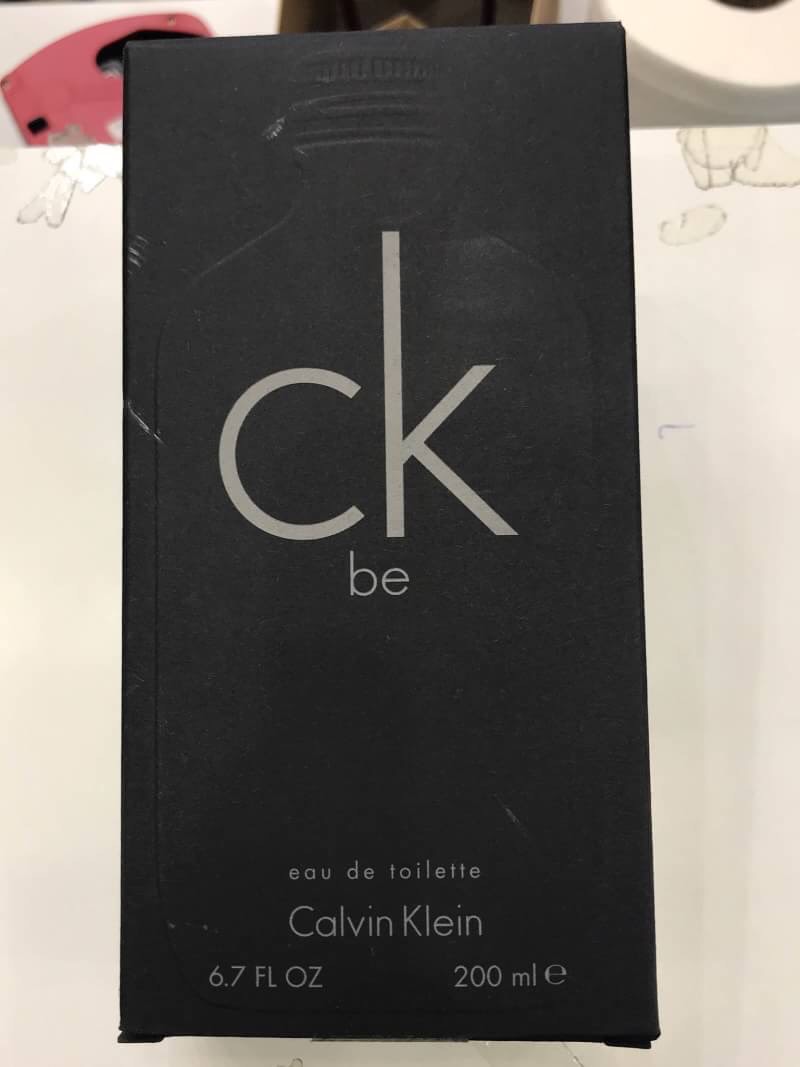 ck
be
eau de toilette
Calvin Klein
6.7 FL OZ 200 ml ℮